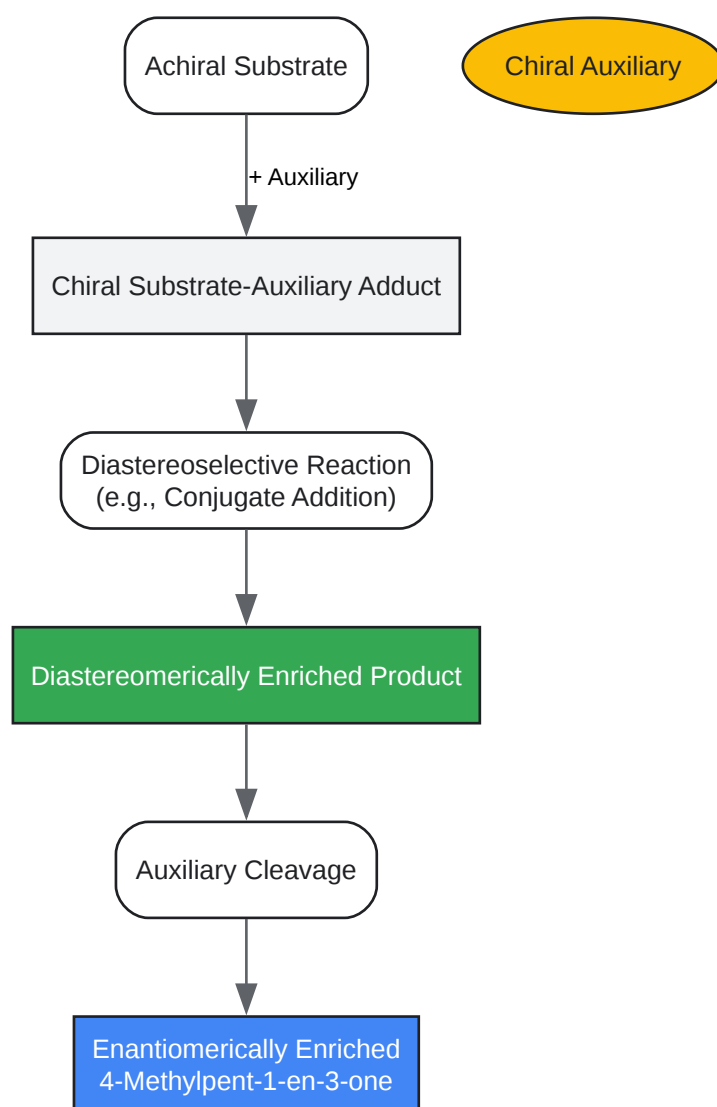 Achiral Substrate
Chiral Auxiliary
+ Auxiliary
Chiral Substrate-Auxiliary Adduct
Diastereoselective Reaction
(e.g., Conjugate Addition)
Diastereomerically Enriched Product
Auxiliary Cleavage
Enantiomerically Enriched
4-Methylpent-1-en-3-one